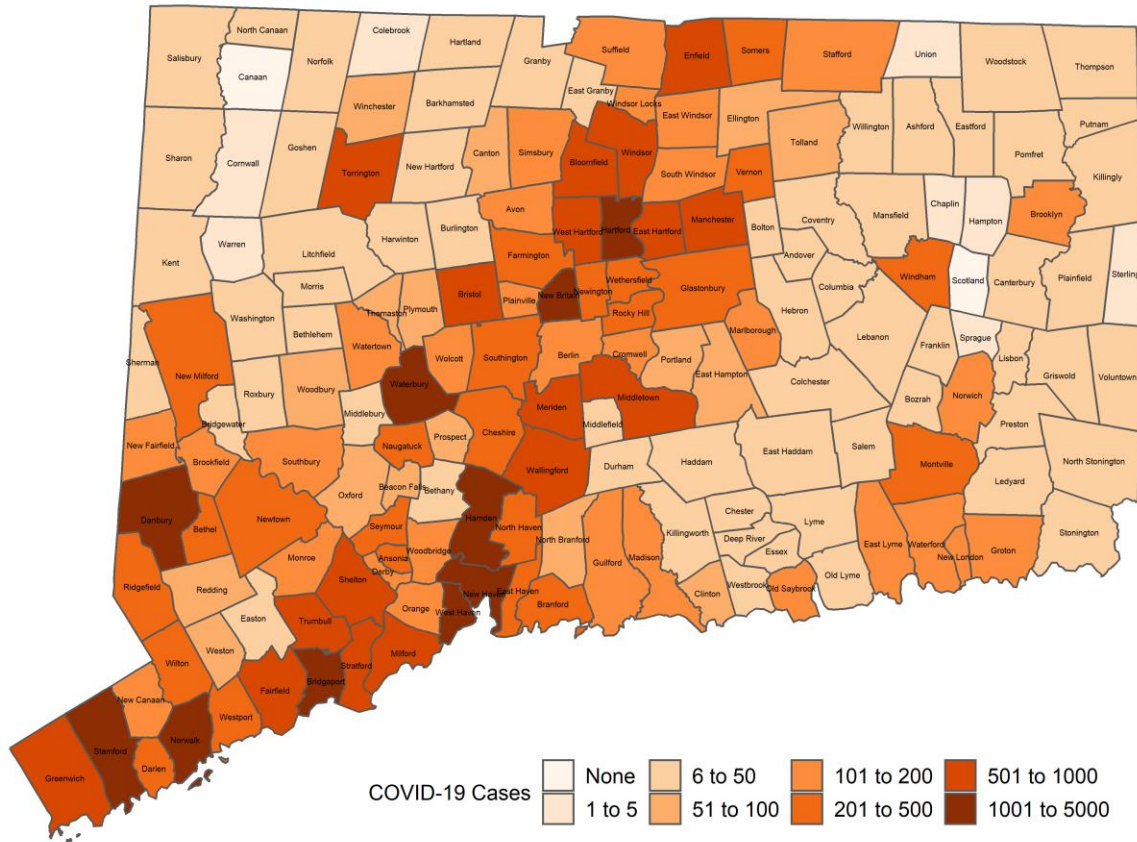 North Canaan
Colebrook
Hartland
Salisbury
Canaan
Norfolk
Granby
Suffield
Enfield
Somers
Stafford
Union
Woodstock
Thompson
East Granby
Windsor Locks
Winchester
Barkhamsted
East Windsor
Ellington
Willington
Ashford
Eastford
Putnam
Sharon
Cornwall
Goshen
Torrington
New Hartford
Canton
Simsbury
Bloomfield
Windsor
South Windsor
Vernon
Tolland
Pomfret
Killingly
Avon
West Hartford
Hartford
East Hartford
Manchester
Bolton
Coventry
Mansfield
Chaplin
Hampton
Brooklyn
Kent
Warren
Litchfield
Harwinton
Burlington
Farmington
Andover
Columbia
Windham
Scotland
Canterbury
Plainfield
Sterling
Morris
Bristol
Plainville
New Britain
Newington
Wethersfield
Rocky Hill
Glastonbury
Hebron
Washington
Bethlehem
Thomaston
Plymouth
Watertown
Wolcott
Southington
Berlin
Cromwell
Portland
Marlborough
Lebanon
Franklin
Sprague
Lisbon
Griswold
Voluntown
Sherman
New Milford
Roxbury
Woodbury
Waterbury
Middlebury
East Hampton
Colchester
Bozrah
Norwich
Preston
Bridgewater
Naugatuck
Prospect
Cheshire
Meriden
Middletown
Middlefield
New Fairfield
Brookfield
Southbury
Oxford
Beacon Falls
Bethany
Wallingford
Durham
Haddam
East Haddam
Salem
Montville
Ledyard
North Stonington
Danbury
Bethel
Newtown
Seymour
Woodbridge
Hamden
North Haven
North Branford
Guilford
Madison
Killingworth
Chester
Deep River
Essex
Lyme
East Lyme
Waterford
New London
Groton
Stonington
Ridgefield
Redding
Monroe
Ansonia
Derby
Shelton
Orange
West Haven
New Haven
East Haven
Branford
Clinton
Westbrook
Old Saybrook
Old Lyme
Easton
Trumbull
Stratford
Milford
Wilton
Weston
Fairfield
Bridgeport
New Canaan
Norwalk
Westport
Greenwich
Stamford
Darien
COVID-19 Cases
None
6 to 50
101 to 200
501 to 1000
1 to 5
51 to 100
201 to 500
1001 to 5000